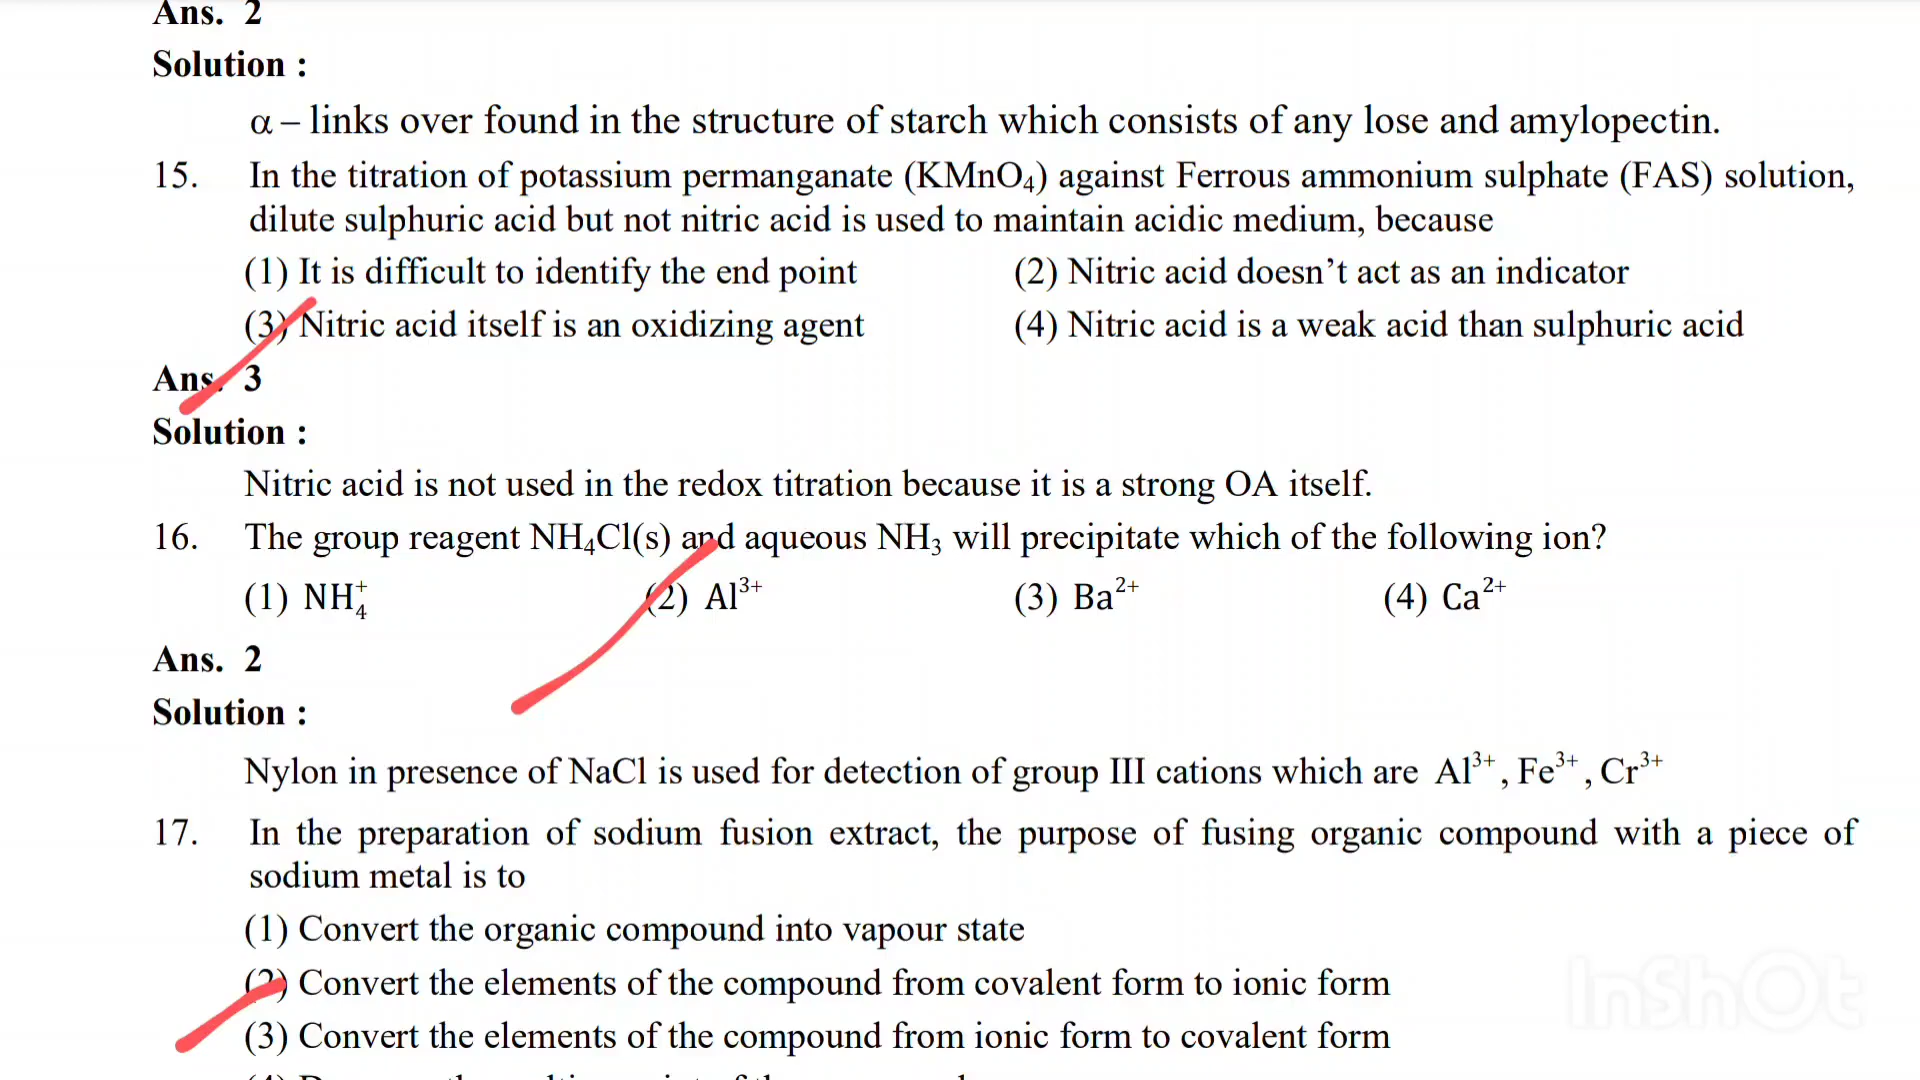 Ans. 2
Solution :
α – links over found in the structure of starch which consists of any lose and amylopectin.
15. In the titration of potassium permanganate (KMnO₄) against Ferrous ammonium sulphate (FAS) solution,
dilute sulphuric acid but not nitric acid is used to maintain acidic medium, because
(1) It is difficult to identify the end point (2) Nitric acid doesn’t act as an indicator
(3) Nitric acid itself is an oxidizing agent (4) Nitric acid is a weak acid than sulphuric acid
Ans. 3
Solution :
Nitric acid is not used in the redox titration because it is a strong OA itself.
16. The group reagent NH₄Cl(s) and aqueous NH₃ will precipitate which of the following ion?
(1) NH₄⁺ (2) Al³⁺ (3) Ba²⁺ (4) Ca²⁺
Ans. 2
Solution :
Nylon in presence of NaCl is used for detection of group III cations which are Al³⁺, Fe³⁺, Cr³⁺
17. In the preparation of sodium fusion extract, the purpose of fusing organic compound with a piece of
sodium metal is to
(1) Convert the organic compound into vapour state
(2) Convert the elements of the compound from covalent form to ionic form
(3) Convert the elements of the compound from ionic form to covalent form
InShOt